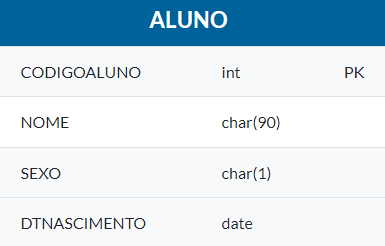 ALUNO
CODIGOALUNO int PK
NOME char(90)
SEXO char(1)
DTNASCIMENTO date